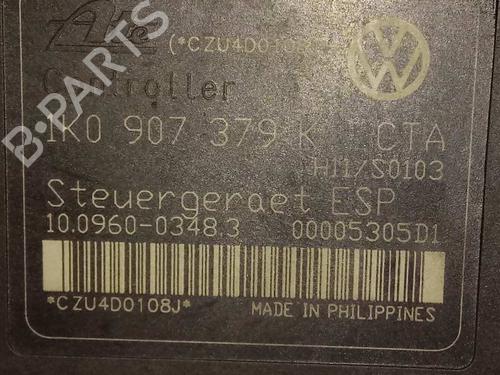 Ate (*CZU4D0108J*)
Controller
1K0 907 379 K CTA
H11/S0103
Steuergeraet ESP
10.0960-0348.3 00005305D1
*CZU4D0108J* MADE IN PHILIPPINES
B-PARTS